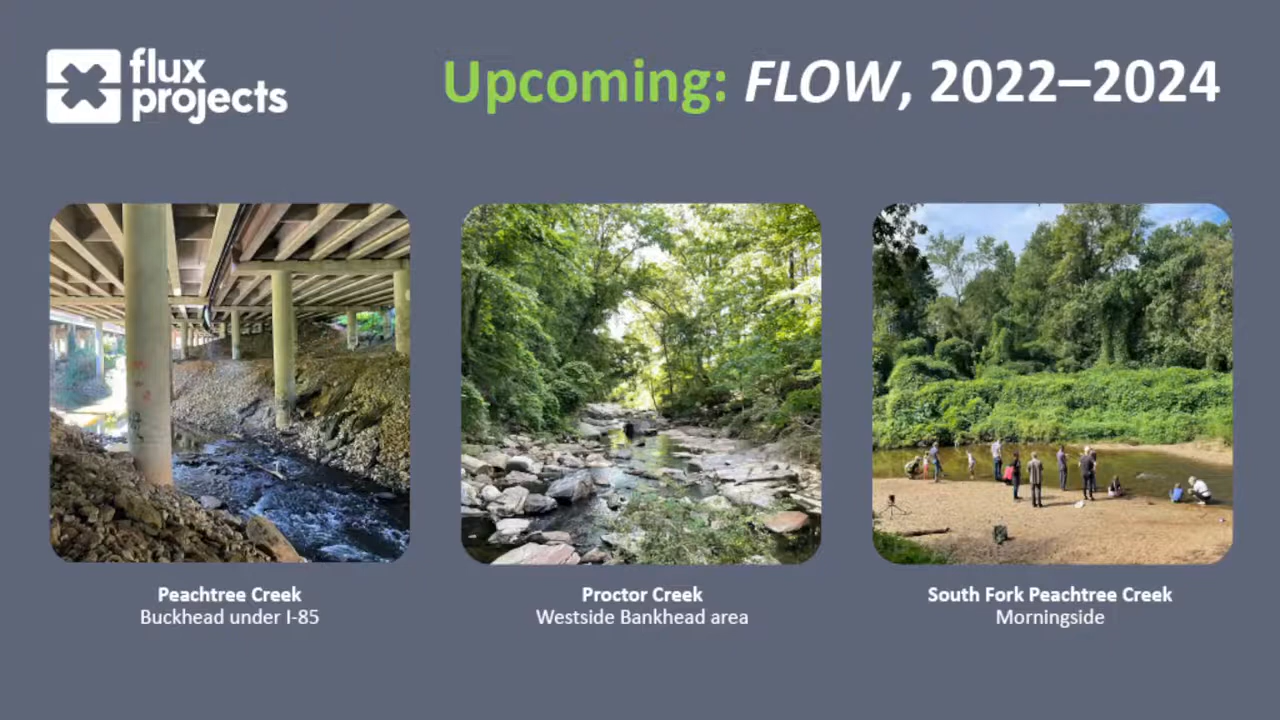 flux
projects
Upcoming: FLOW, 2022–2024
Peachtree Creek
Buckhead under I-85
Proctor Creek
Westside Bankhead area
South Fork Peachtree Creek
Morningside